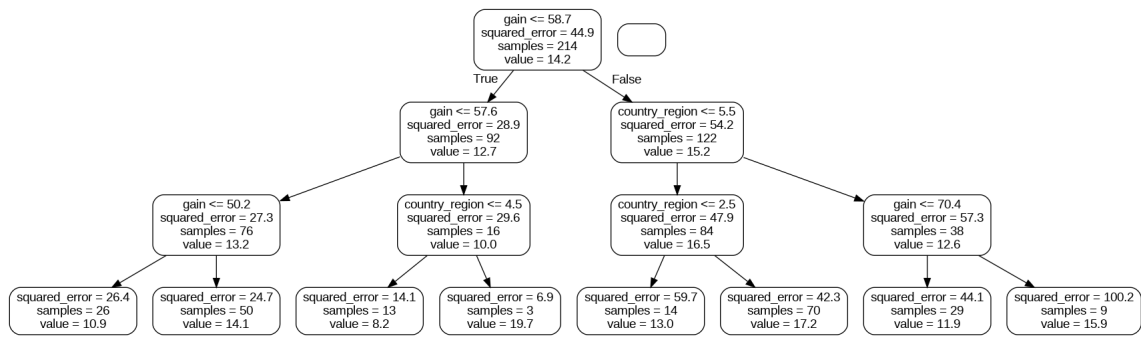 gain <= 58.7
squared_error = 44.9
samples = 214
value = 14.2
True
False
gain <= 57.6
squared_error = 28.9
samples = 92
value = 12.7
country_region <= 5.5
squared_error = 54.2
samples = 122
value = 15.2
gain <= 50.2
squared_error = 27.3
samples = 76
value = 13.2
country_region <= 4.5
squared_error = 29.6
samples = 16
value = 10.0
country_region <= 2.5
squared_error = 47.9
samples = 84
value = 16.5
gain <= 70.4
squared_error = 57.3
samples = 38
value = 12.6
squared_error = 26.4
samples = 26
value = 10.9
squared_error = 24.7
samples = 50
value = 14.1
squared_error = 14.1
samples = 13
value = 8.2
squared_error = 6.9
samples = 3
value = 19.7
squared_error = 59.7
samples = 14
value = 13.0
squared_error = 42.3
samples = 70
value = 17.2
squared_error = 44.1
samples = 29
value = 11.9
squared_error = 100.2
samples = 9
value = 15.9